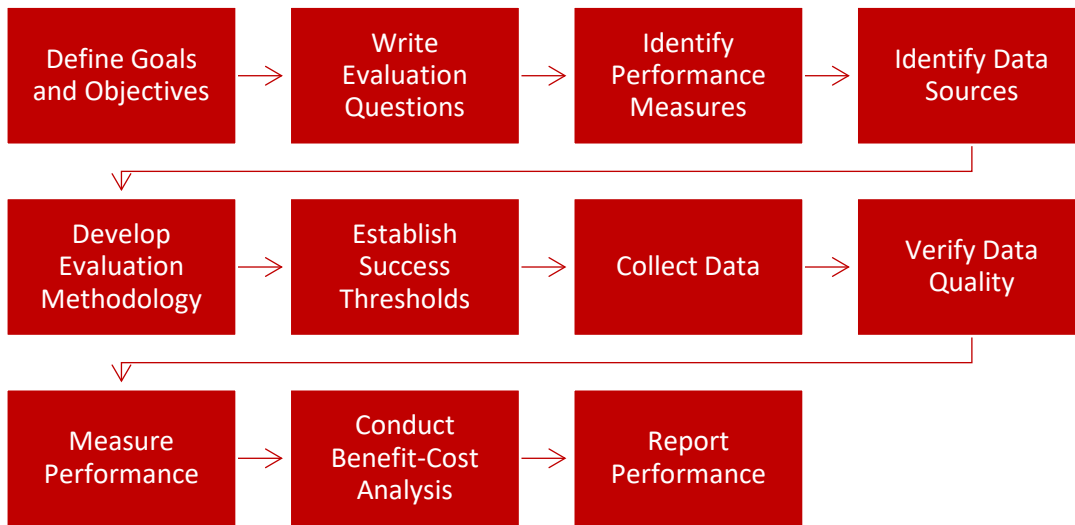 Define Goals
and Objectives
Write
Evaluation
Questions
Identify
Performance
Measures
Identify Data
Sources
Develop
Evaluation
Methodology
Establish
Success
Thresholds
Collect Data
Verify Data
Quality
Measure
Performance
Conduct
Benefit-Cost
Analysis
Report
Performance